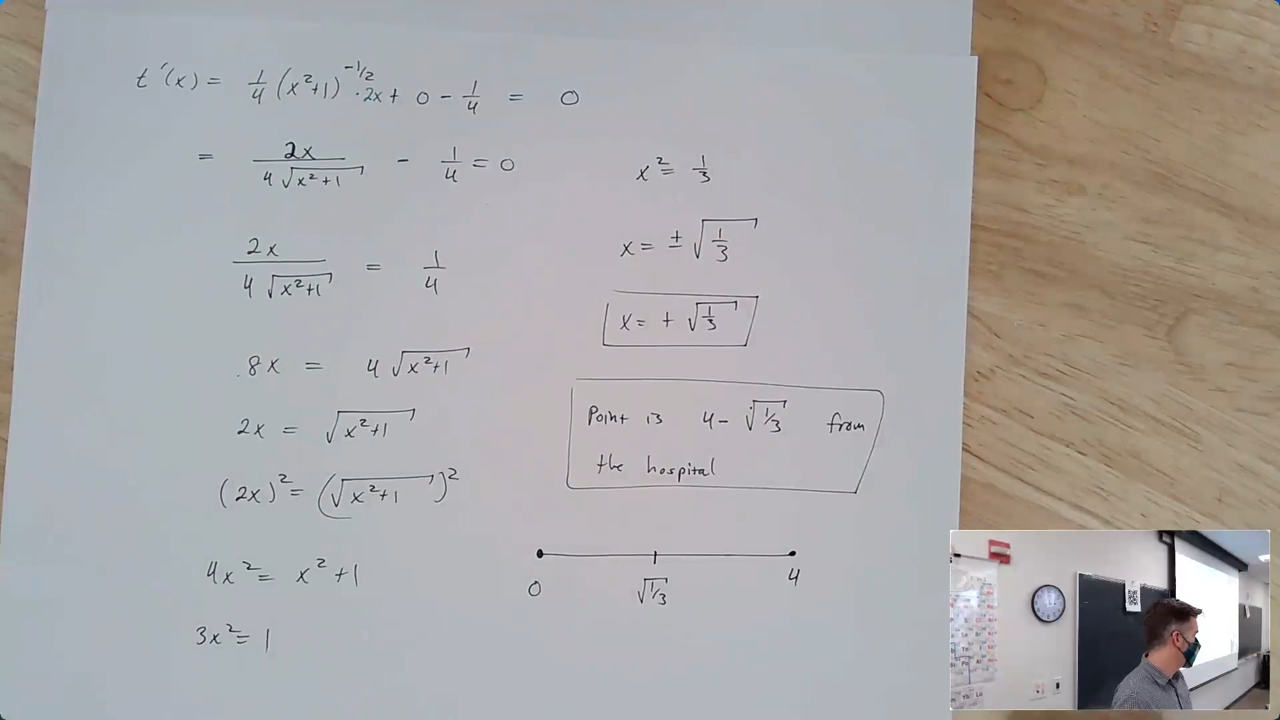 t'(x) = 1/4 (x²+1)^(-1/2) · 2x + 0 - 1/4 = 0
= 2x / 4√(x²+1) - 1/4 = 0
2x / 4√(x²+1) = 1/4
8x = 4√(x²+1)
2x = √(x²+1)
(2x)² = (√(x²+1))²
4x² = x²+1
3x² = 1
x² = 1/3
x = ± √(1/3)
x = + √(1/3)
Point is 4 - √(1/3) from
the hospital
0 √(1/3) 4